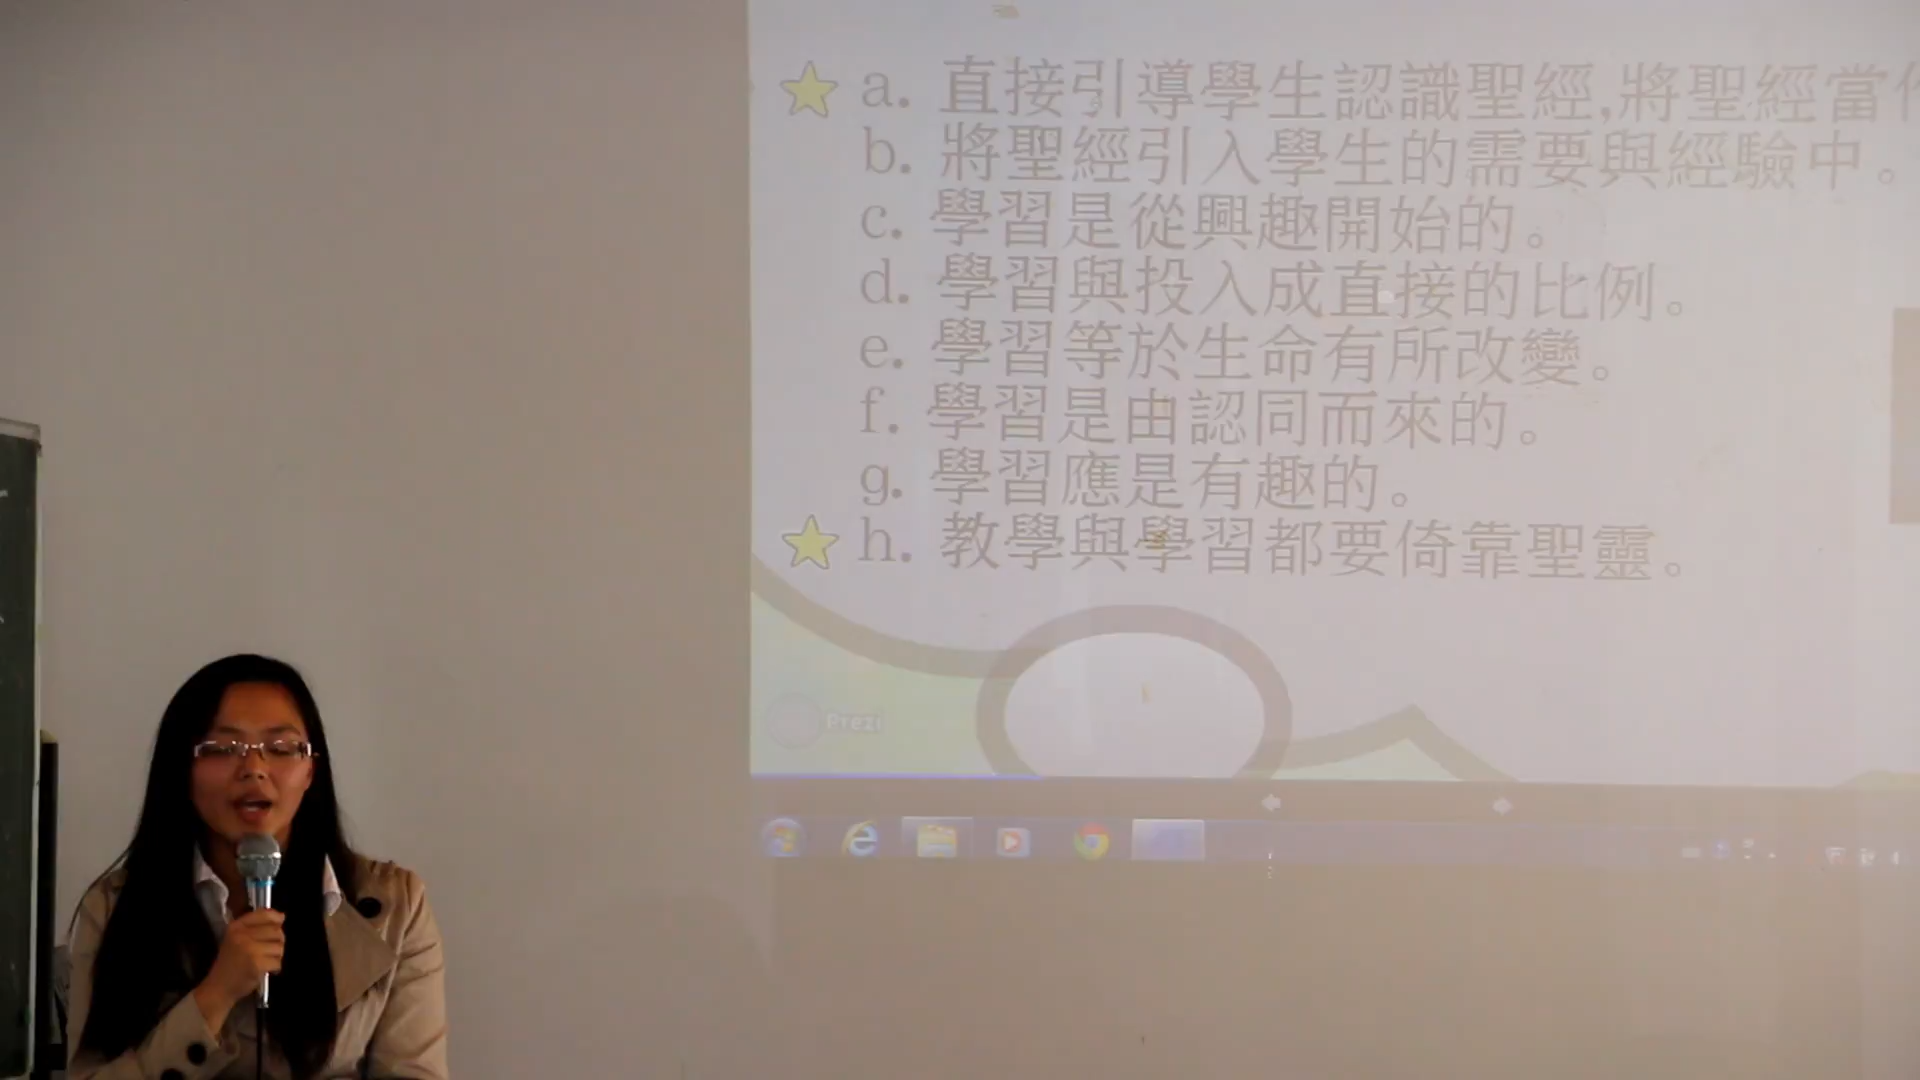 a. 直接引導學生認識聖經,將聖經當
b. 將聖經引入學生的需要與經驗中。
c. 學習是從興趣開始的。
d. 學習與投入成直接的比例。
e. 學習等於生命有所改變。
f. 學習是由認同而來的。
g. 學習應是有趣的。
h. 教學與學習都要倚靠聖靈。
Prezi